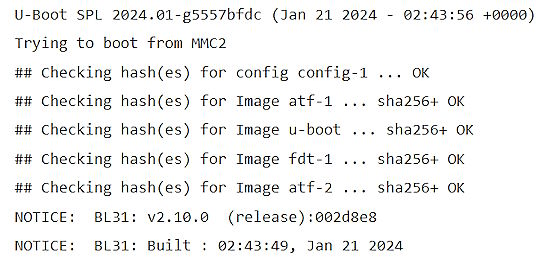 U-Boot SPL 2024.01-g5557bfdc (Jan 21 2024 - 02:43:56 +0000)
Trying to boot from MMC2
## Checking hash(es) for config config-1 ... OK
## Checking hash(es) for Image atf-1 ... sha256+ OK
## Checking hash(es) for Image u-boot ... sha256+ OK
## Checking hash(es) for Image fdt-1 ... sha256+ OK
## Checking hash(es) for Image atf-2 ... sha256+ OK
NOTICE:  BL31: v2.10.0  (release):002d8e8
NOTICE:  BL31: Built : 02:43:49, Jan 21 2024